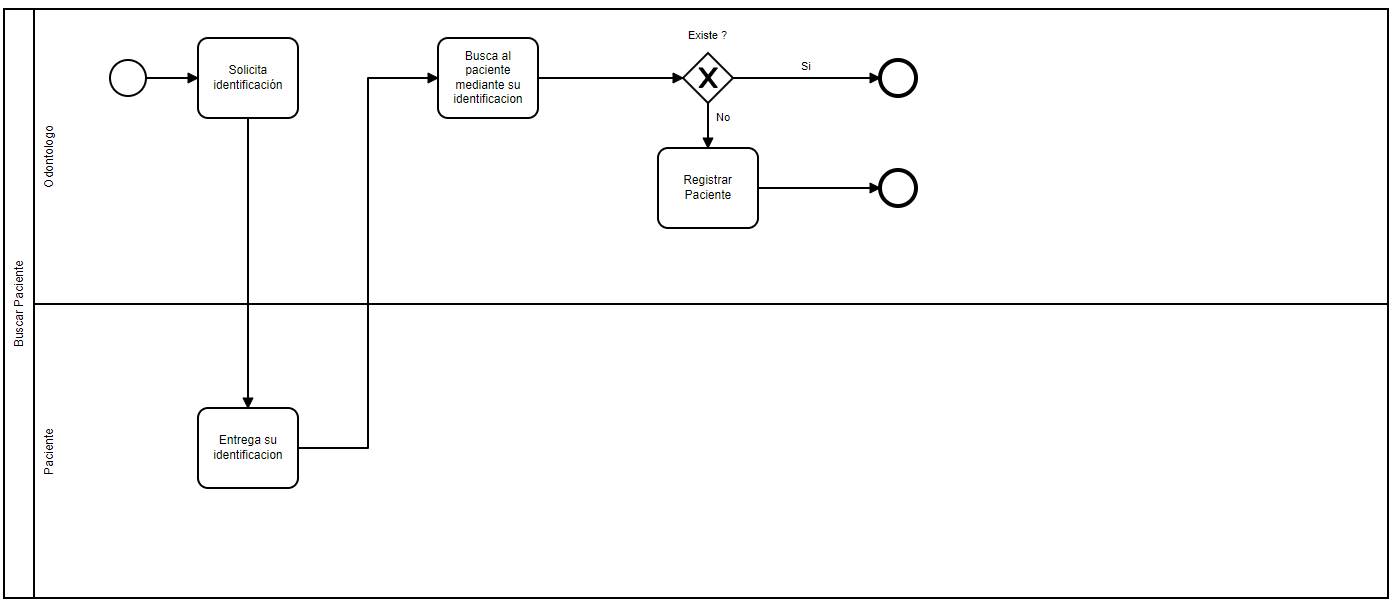 Buscar Paciente
Odontologo
Solicita
identificación
Busca al
paciente
mediante su
identificacion
Existe ?
Si
No
Registrar
Paciente
Paciente
Entrega su
identificacion